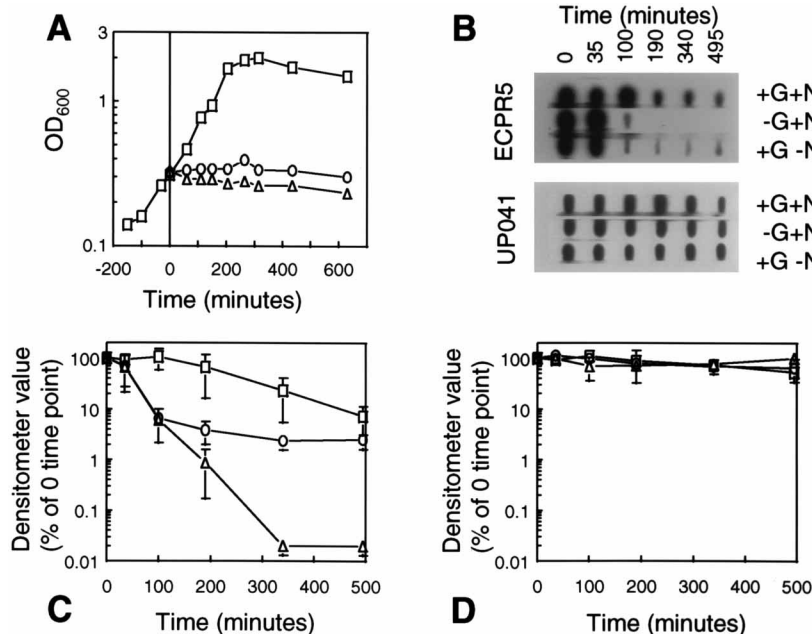 A
3
1
0.1
OD600
-200 0 200 400 600
Time (minutes)
B
Time (minutes)
0 35 100 190 340 495
ECPR5
+G+N
-G+N
+G -N
UP041
+G+N
-G+N
+G -N
C
Densitometer value
(% of 0 time point)
100
10
1
0.1
0.01
0 100 200 300 400 500
Time (minutes)
D
Densitometer value
(% of 0 time point)
100
10
1
0.1
0.01
0 100 200 300 400 500
Time (minutes)